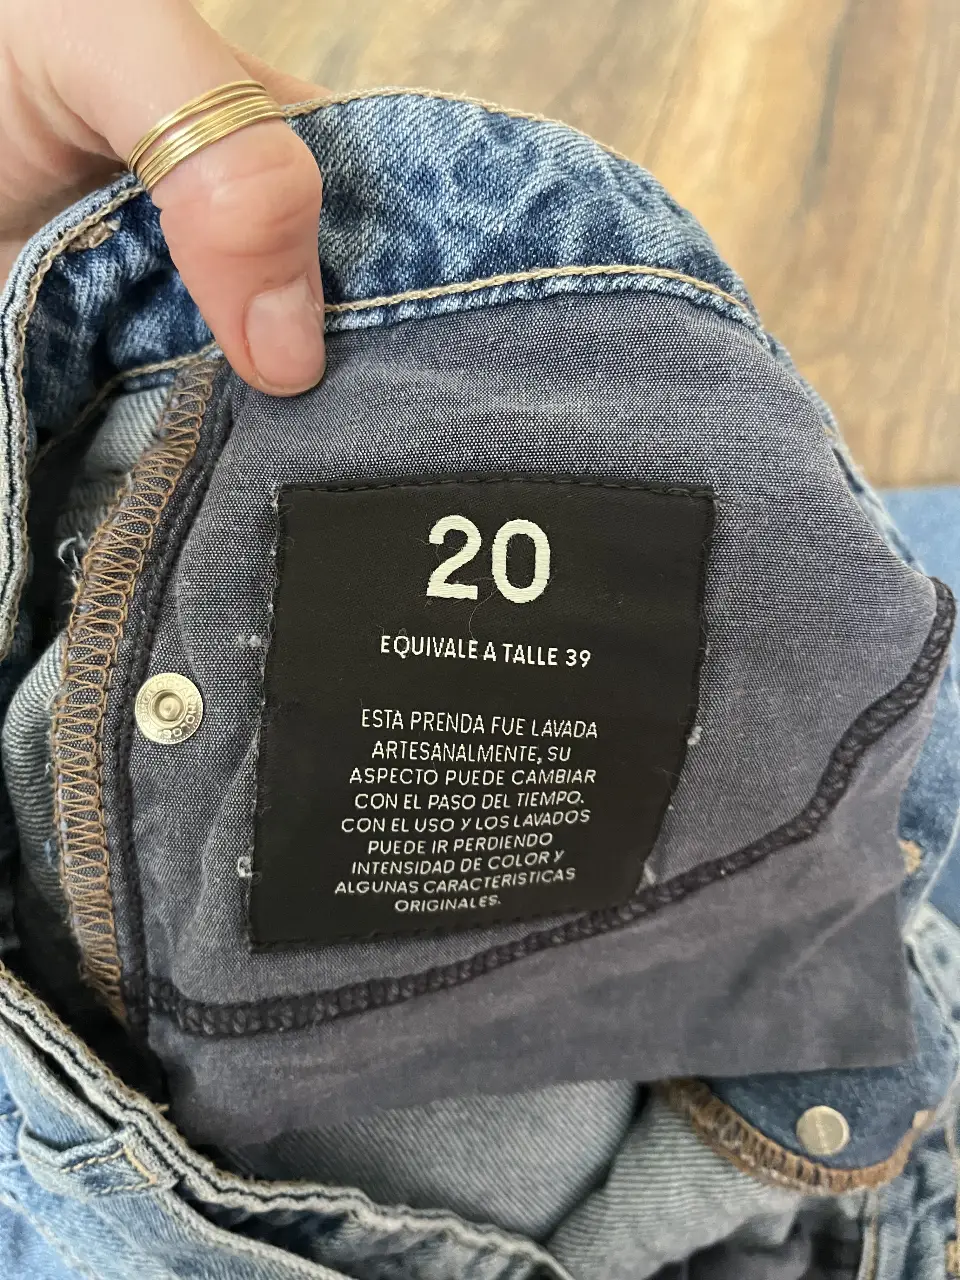 20
EQUIVALE A TALLE 39
ESTA PRENDA FUE LAVADA
ARTESANALMENTE, SU
ASPECTO PUEDE CAMBIAR
CON EL PASO DEL TIEMPO.
CON EL USO Y LOS LAVADOS
PUEDE IR PERDIENDO
INTENSIDAD DE COLOR Y
ALGUNAS CARACTERISTICAS
ORIGINALES.